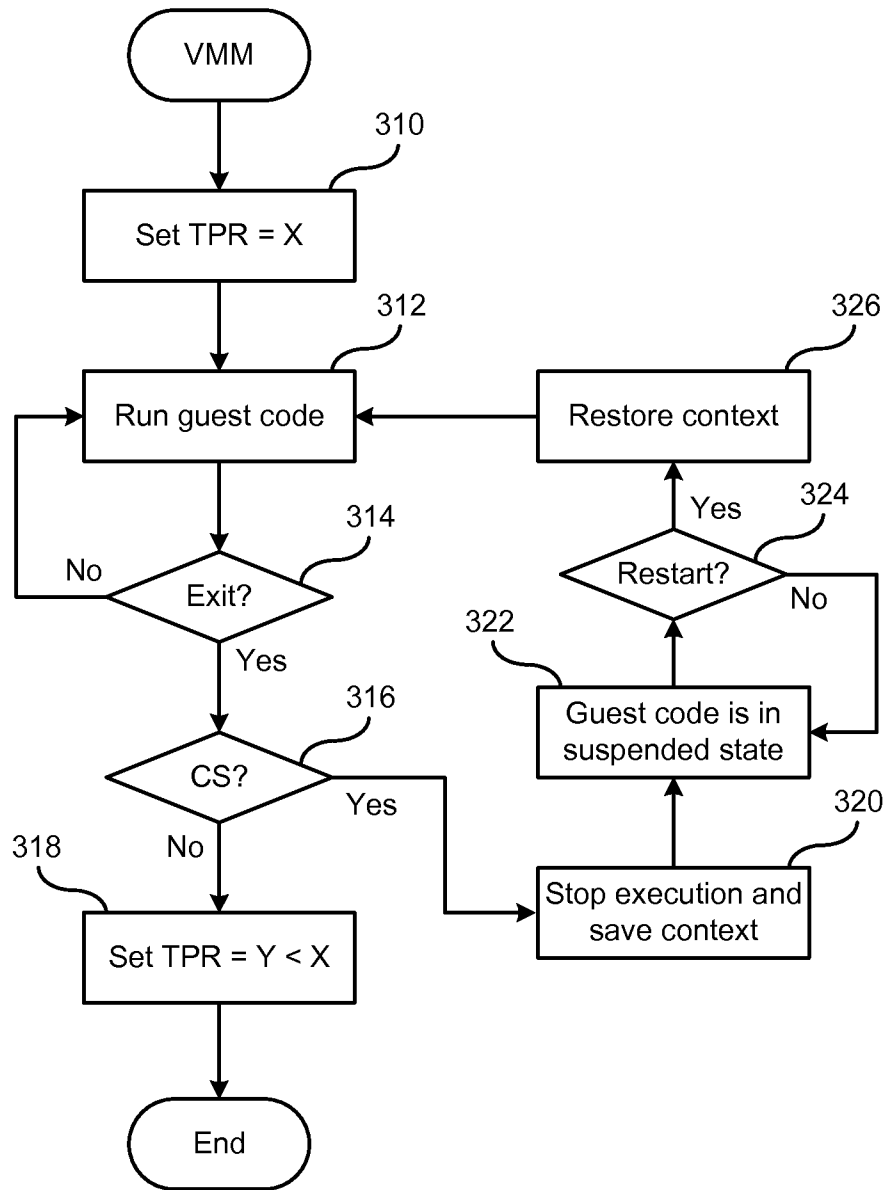 VMM
310
Set TPR = X
312
326
Run guest code
Restore context
314
Yes
324
No
Exit?
Restart?
No
322
Yes
316
Guest code is in
suspended state
CS?
Yes
320
318
No
Stop execution and
save context
Set TPR = Y < X
End